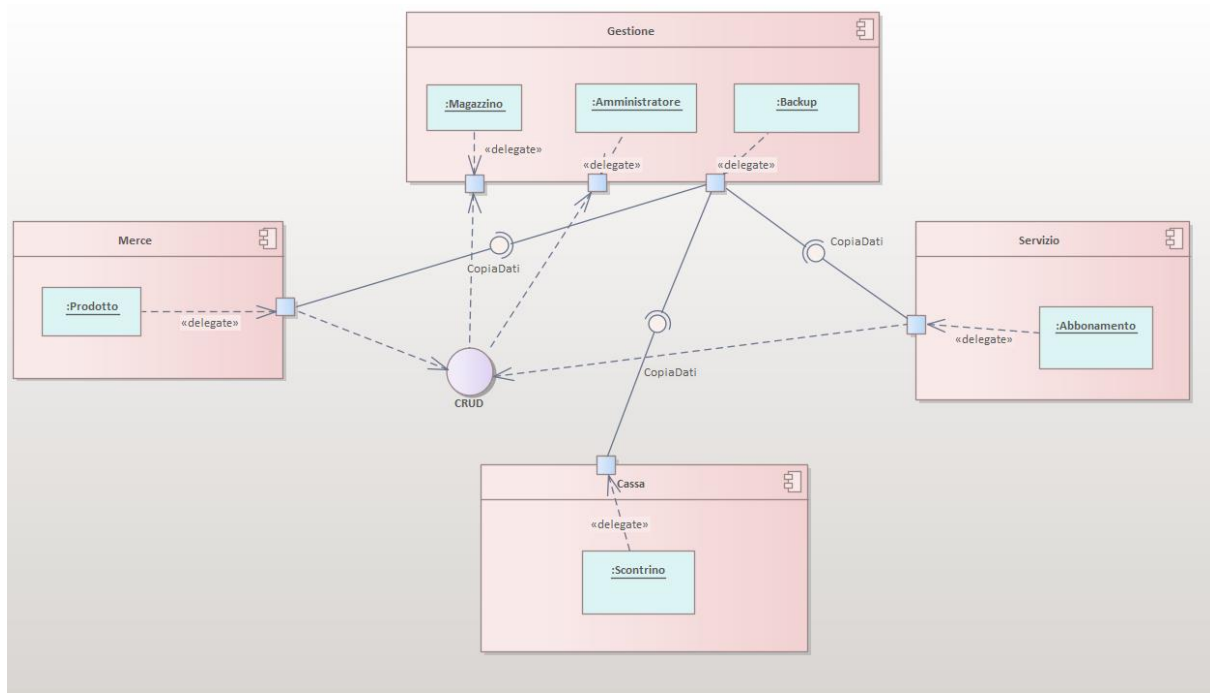 Gestione
:Magazzino
:Amministratore
:Backup
«delegate»
«delegate»
«delegate»
Merce
CopiaDati
CopiaDati
Servizio
:Prodotto
«delegate»
:Abbonamento
«delegate»
CopiaDati
CRUD
Cassa
«delegate»
:Scontrino